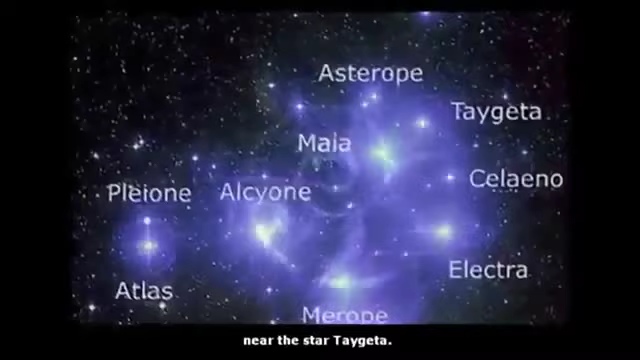 Asterope
Taygeta
Maia
Celaeno
Pleione
Alcyone
Electra
Atlas
Merope
near the star Taygeta.